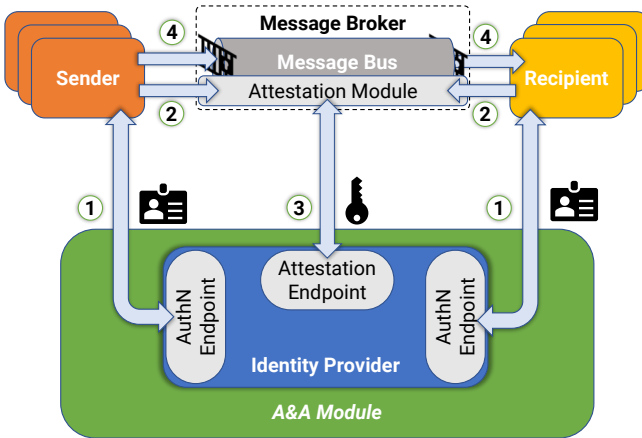 Message Broker
4
4
Message Bus
Sender
Recipient
Attestation Module
2
2
1
3
1
Attestation
Endpoint
AuthN
Endpoint
AuthN
Endpoint
Identity Provider
A&A Module